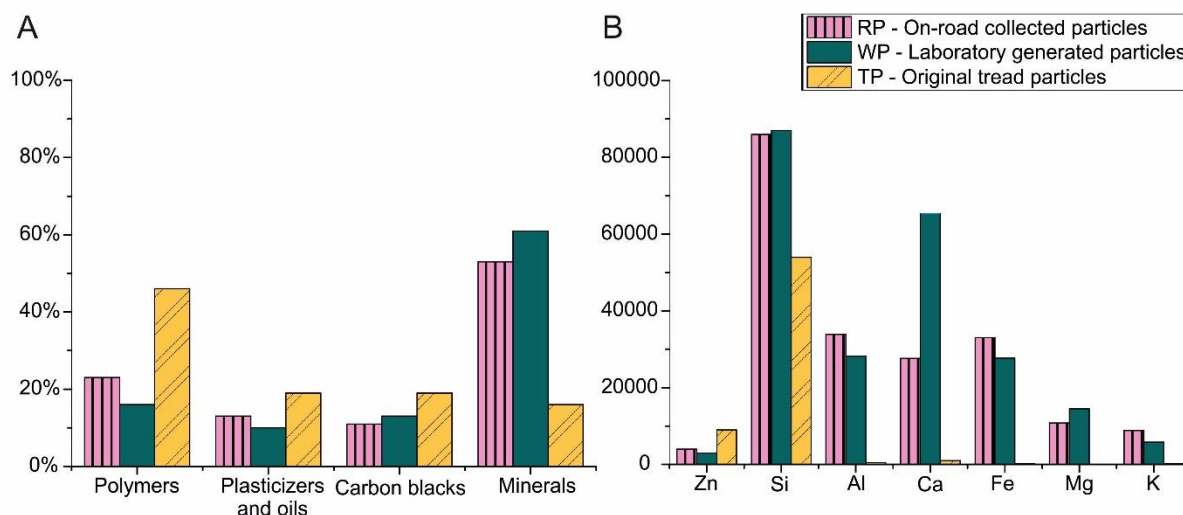 A
100%
80%
60%
40%
20%
0%
Polymers
Plasticizers
and oils
Carbon blacks
Minerals
B
RP - On-road collected particles
WP - Laboratory generated particles
TP - Original tread particles
100000
80000
60000
40000
20000
0
Zn Si Al Ca Fe Mg K